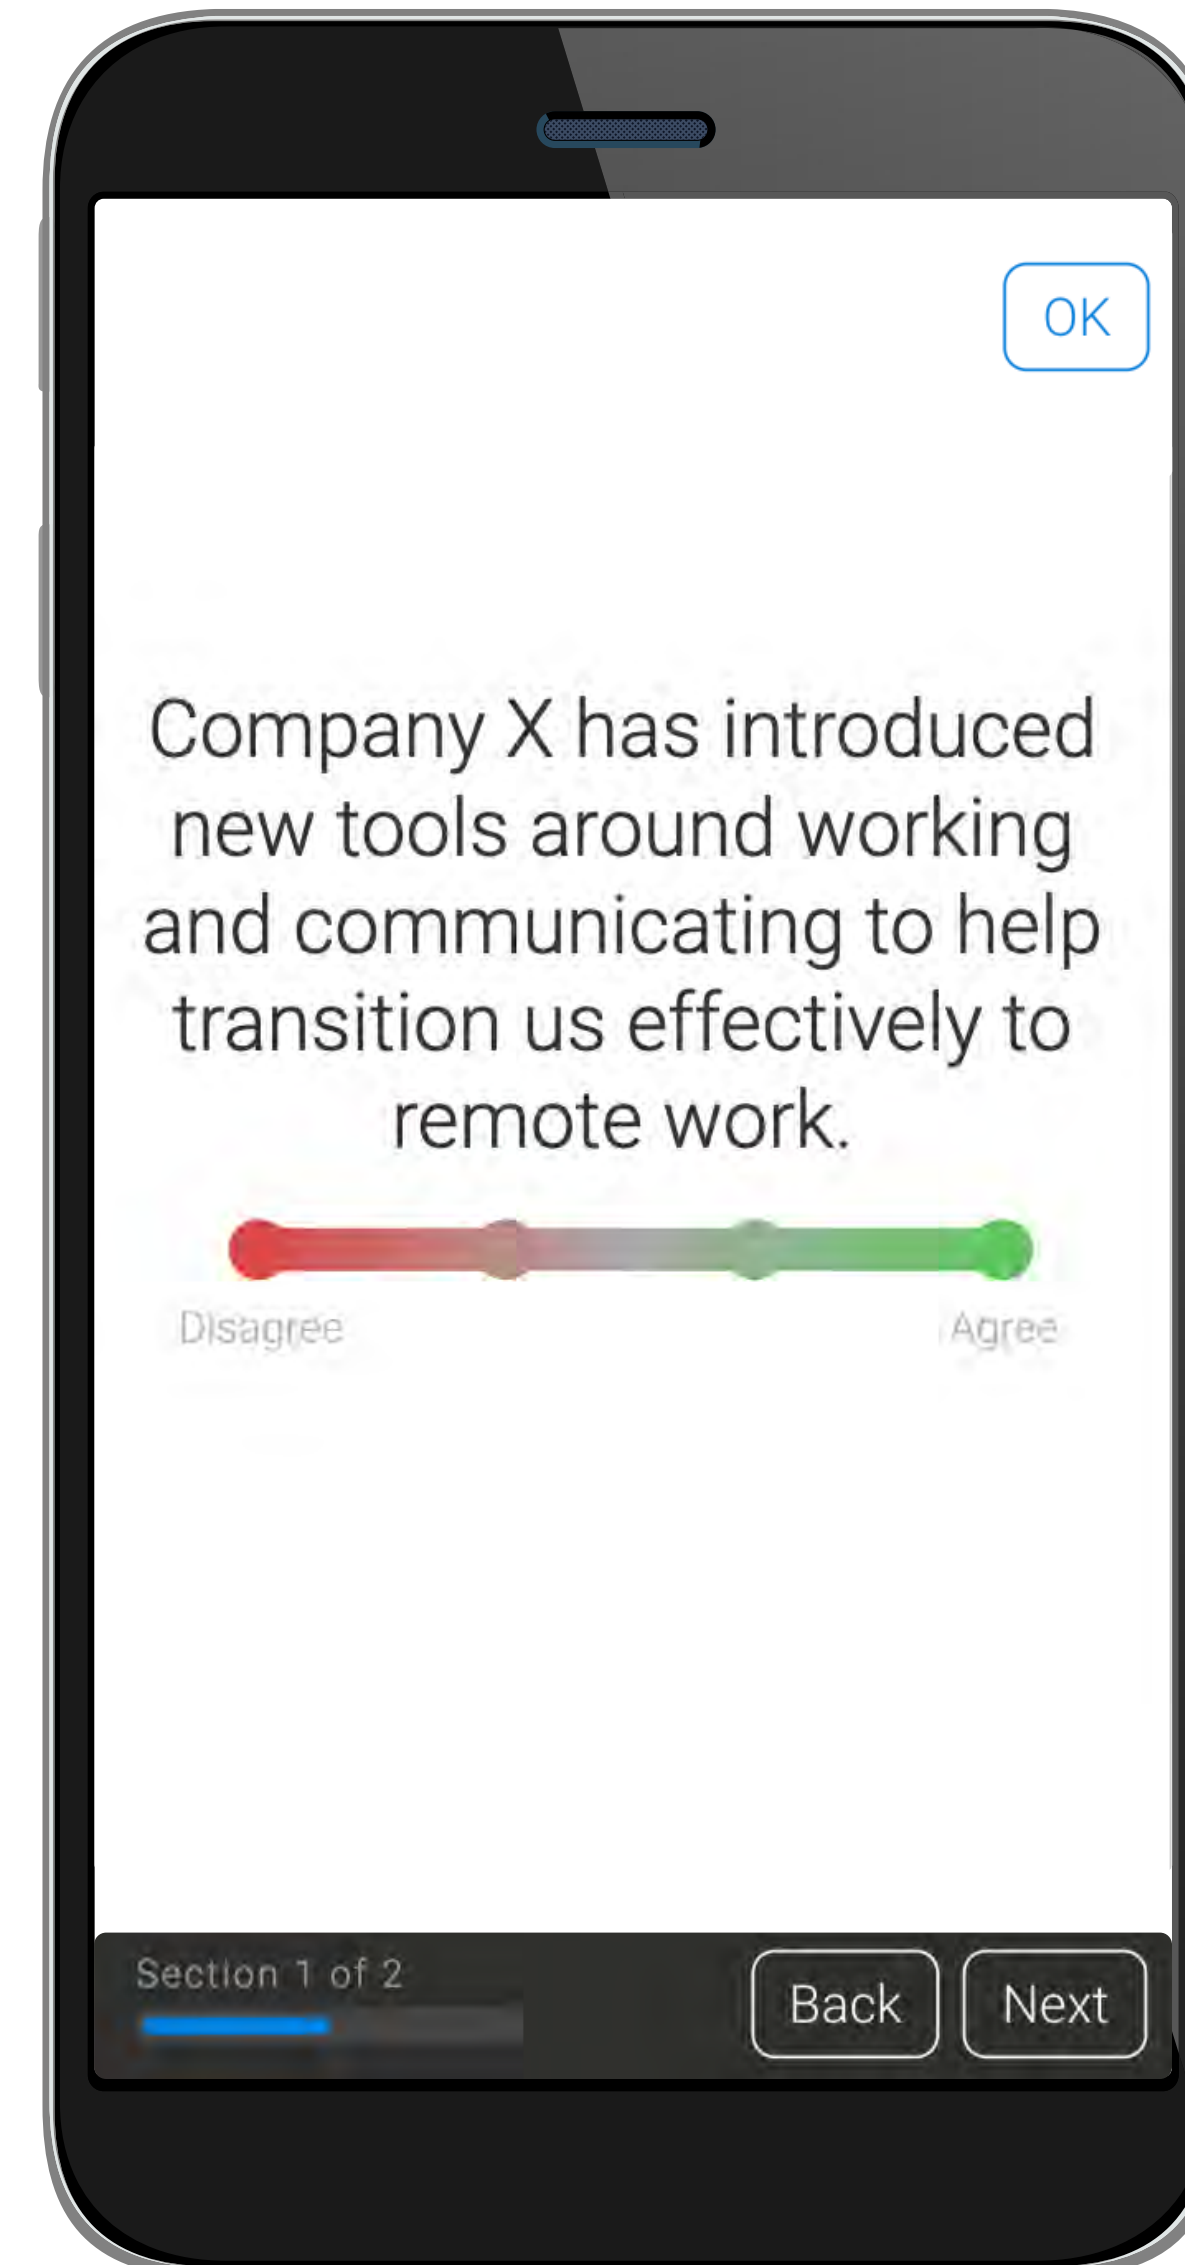 OK
Company X has introduced
new tools around working
and communicating to help
transition us effectively to
remote work.
Disagree
Agree
Section 1 of 2
Back
Next